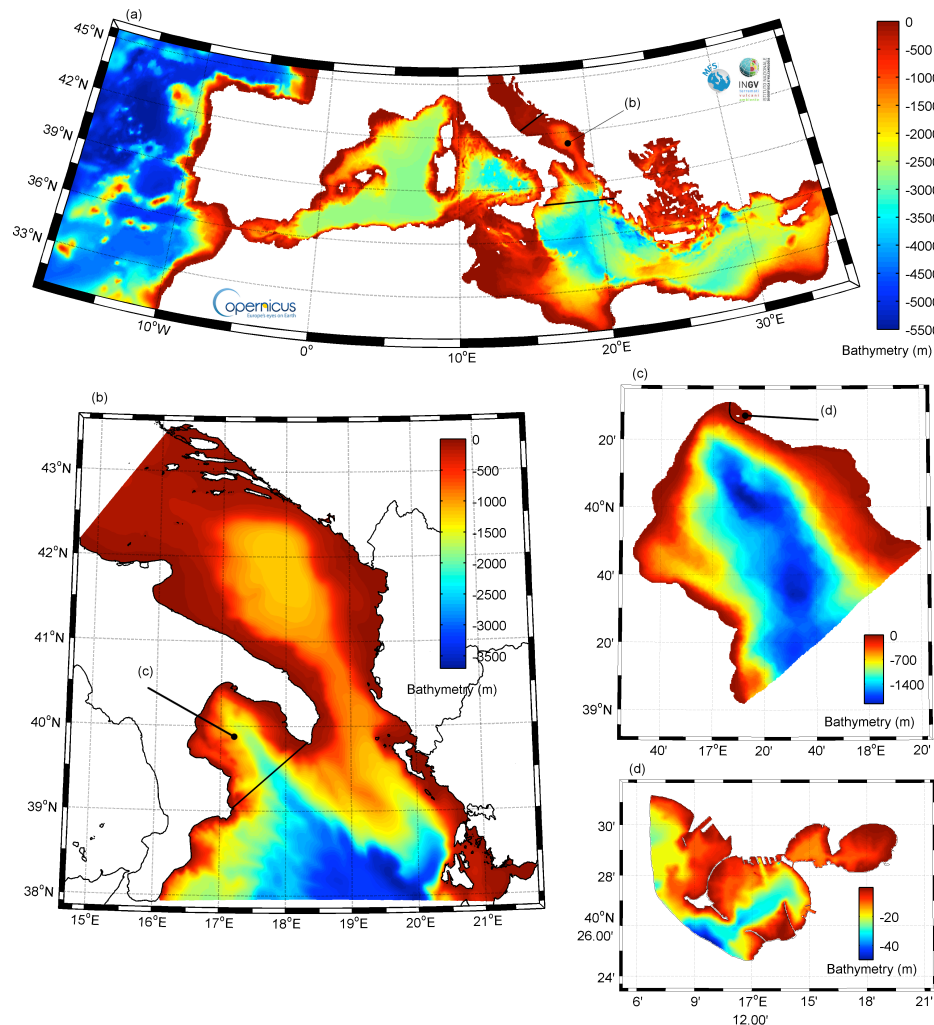 (a)
45°N
42°N
39°N
36°N
33°N
10°W
0°
10°E
20°E
30°E
(b)
MFS
INGV
opernicus
Europe's eyes on Earth
0
-500
-1000
-1500
-2000
-2500
-3000
-3500
-4000
-4500
-5000
-5500
Bathymetry (m)
(b)
43°N
42°N
41°N
40°N
39°N
38°N
15°E
16°E
17°E
18°E
19°E
20°E
21°E
(c)
0
-500
-1000
-1500
-2000
-2500
-3000
-3500
Bathymetry (m)
(c)
(d)
20'
40°N
40'
20'
39°N
40'
17°E
20'
40'
18°E
20'
0
-700
-1400
Bathymetry (m)
(d)
30'
28'
40°N
26.00'
24'
6'
9'
17°E
12.00'
15'
18'
21'
-20
-40
Bathymetry (m)